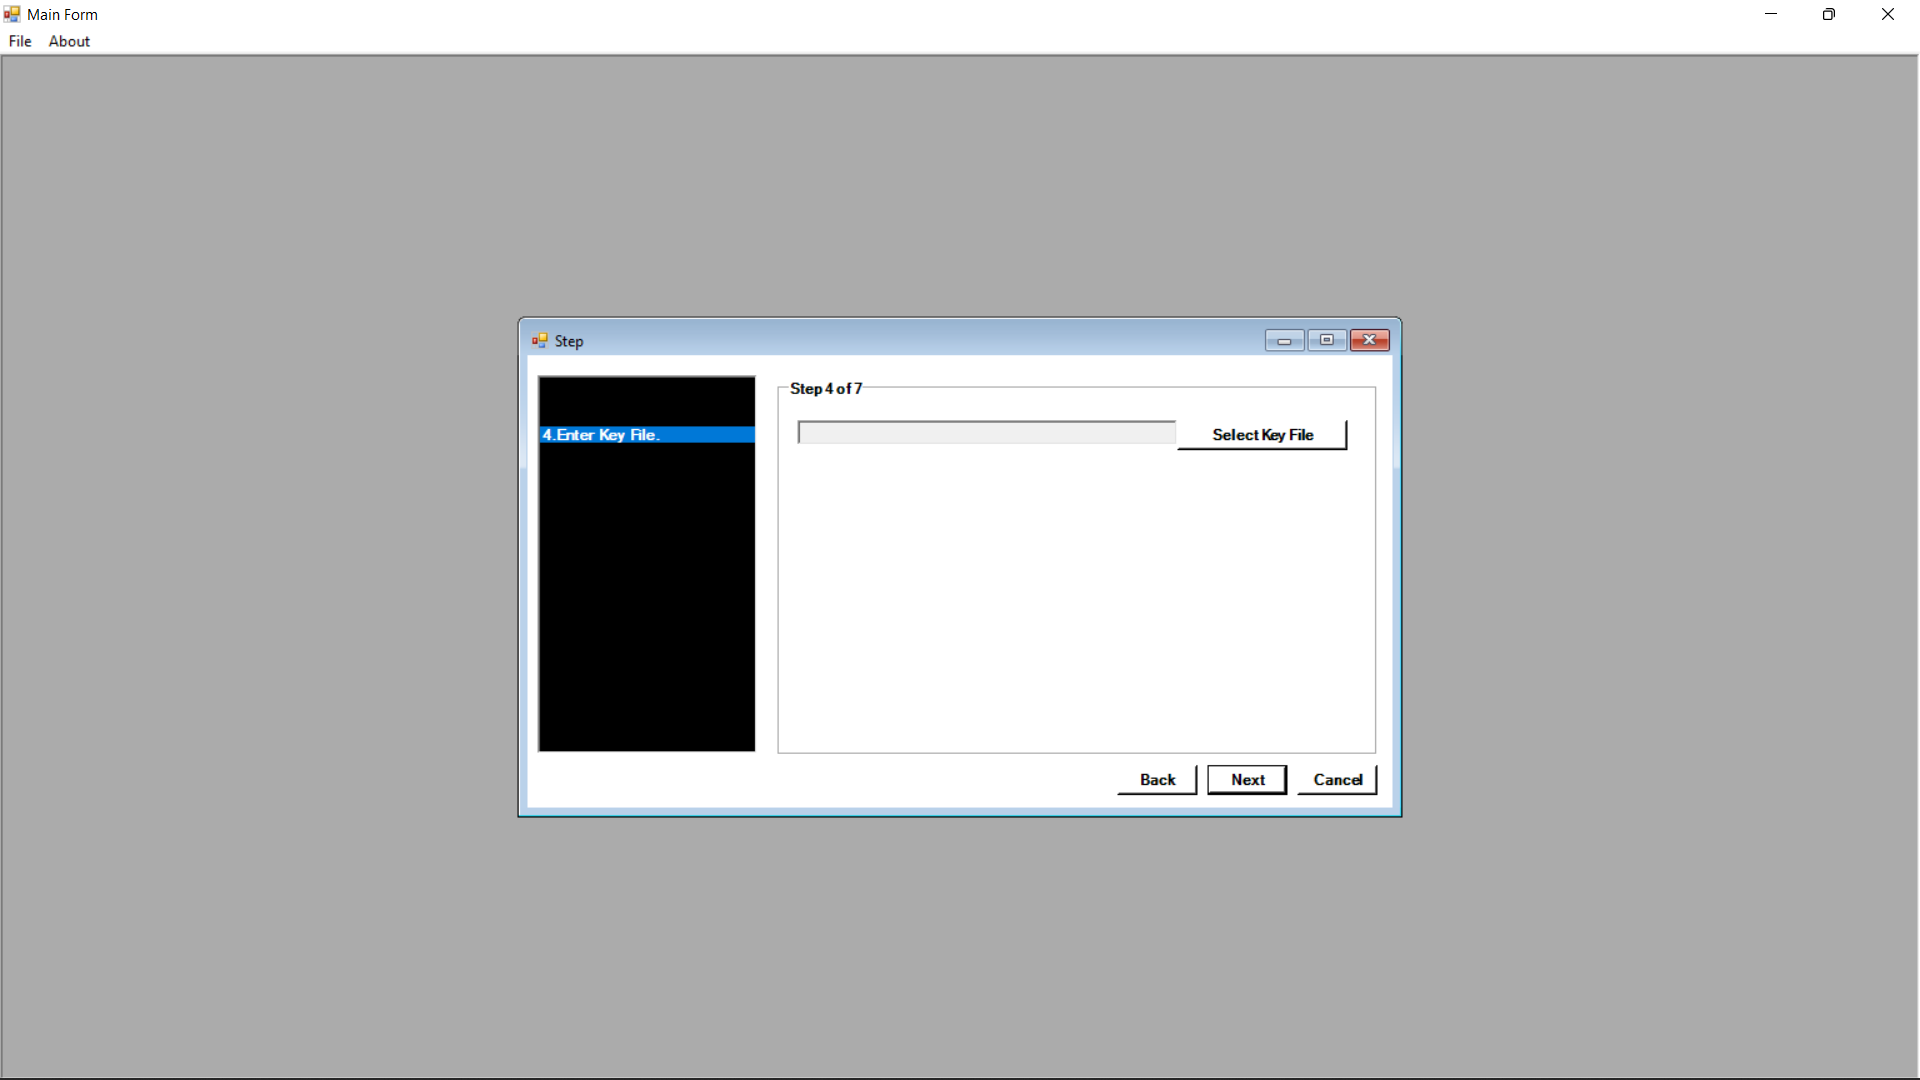 Main Form
File About
Step
Step 4 of 7
4.Enter Key File.
Select Key File
Back Next Cancel